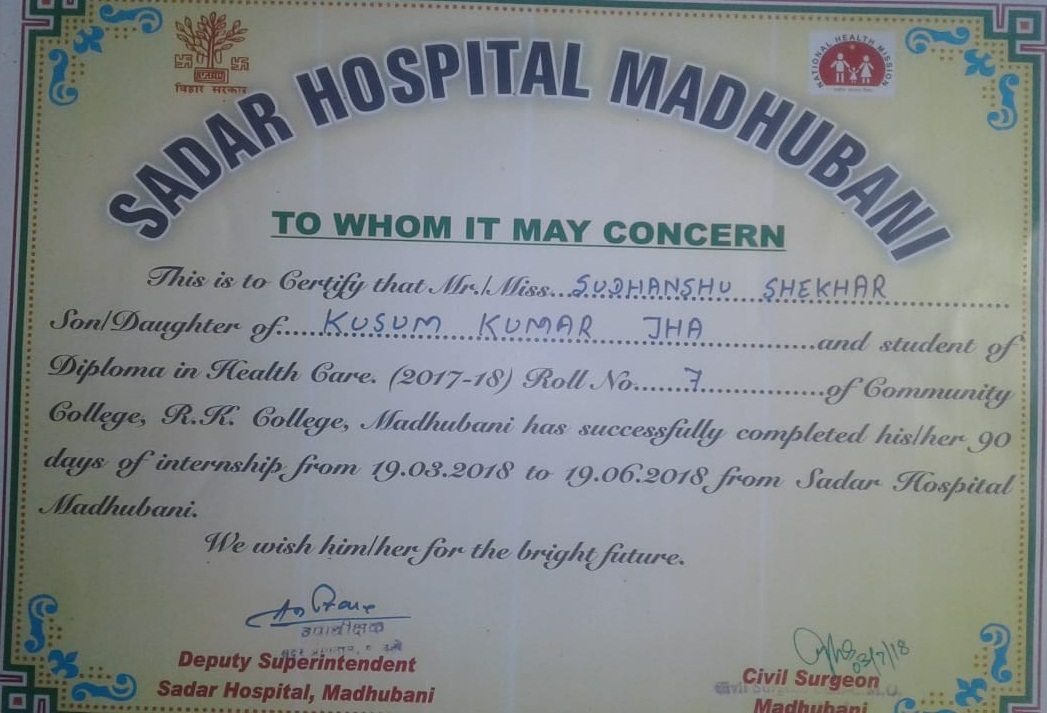 बिहार सरकार
NATIONAL HEALTH MISSION
SADAR HOSPITAL MADHUBANI
TO WHOM IT MAY CONCERN
This is to Certify that Mr./Miss...SUDHANSHU SHEKHAR
Son/Daughter of.....KUSUM KUMAR JHA.....and student of
Diploma in Health Care. (2017-18) Roll No......7......of Community
College, R.K. College, Madhubani has successfully completed his/her 90
days of internship from 19.03.2018 to 19.06.2018 from Sadar Hospital
Madhubani.
We wish him/her for the bright future.
उपाधीक्षक
03/7/18
Deputy Superintendent
Sadar Hospital, Madhubani
Civil Surgeon
Madhubani